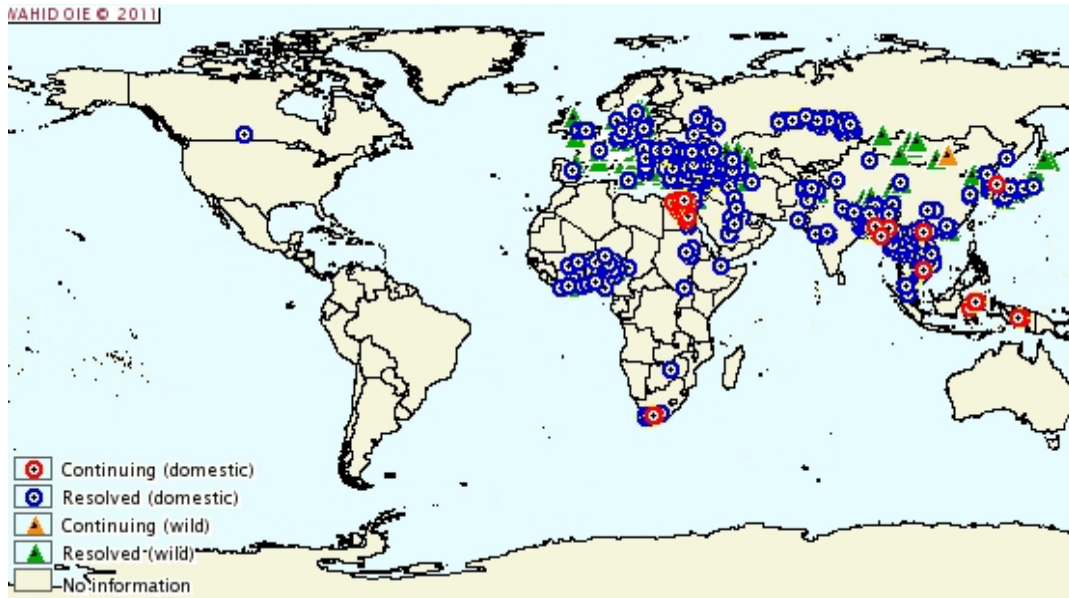 WAHID OIE © 2011
Continuing (domestic)
Resolved (domestic)
Continuing (wild)
Resolved (wild)
No information